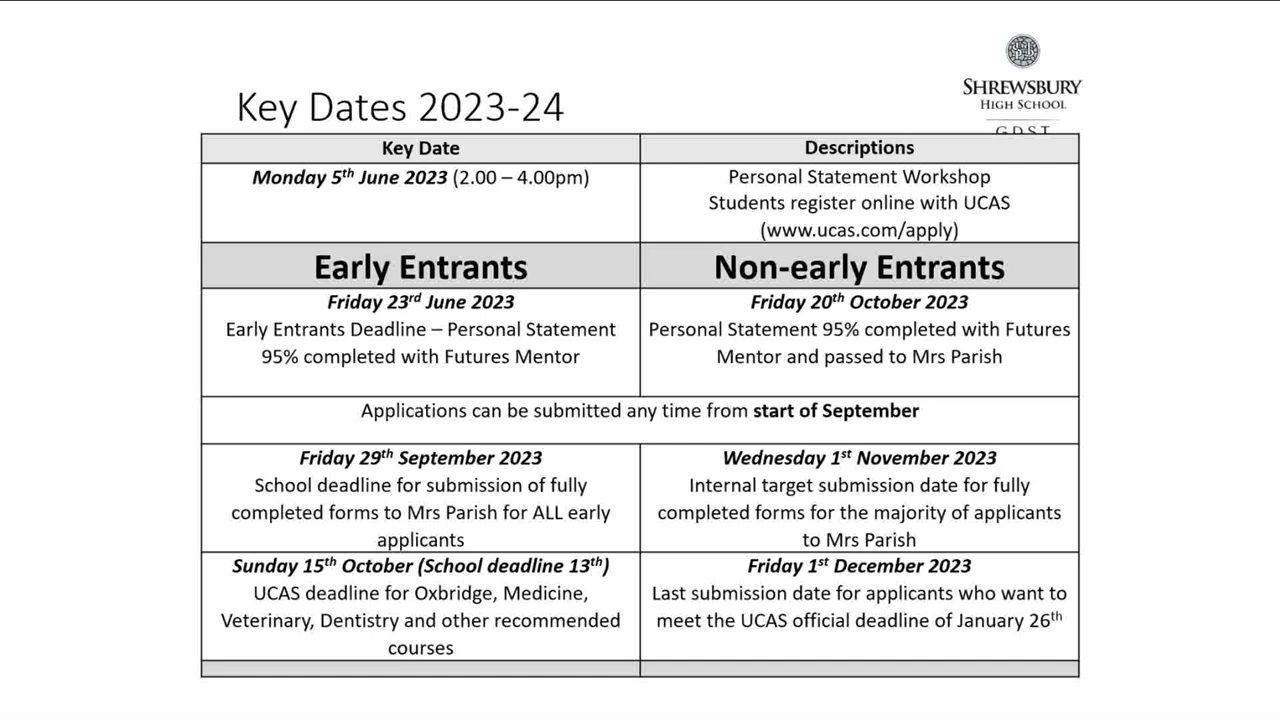 SHREWSBURY
HIGH SCHOOL
GDST
Key Dates 2023-24
Key Date
Descriptions
Monday 5th June 2023 (2.00 – 4.00pm)
Personal Statement Workshop
Students register online with UCAS
(www.ucas.com/apply)
Early Entrants
Non-early Entrants
Friday 23rd June 2023
Early Entrants Deadline – Personal Statement
95% completed with Futures Mentor
Friday 20th October 2023
Personal Statement 95% completed with Futures
Mentor and passed to Mrs Parish
Applications can be submitted any time from start of September
Friday 29th September 2023
School deadline for submission of fully
completed forms to Mrs Parish for ALL early
applicants
Wednesday 1st November 2023
Internal target submission date for fully
completed forms for the majority of applicants
to Mrs Parish
Sunday 15th October (School deadline 13th)
UCAS deadline for Oxbridge, Medicine,
Veterinary, Dentistry and other recommended
courses
Friday 1st December 2023
Last submission date for applicants who want to
meet the UCAS official deadline of January 26th